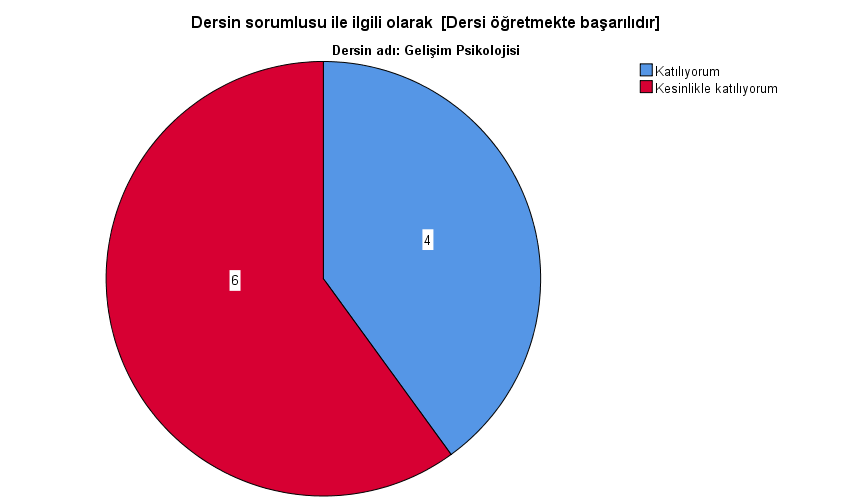 Dersin sorumlusu ile ilgili olarak [Dersi öğretmekte başarılıdır]
Dersin adı: Gelişim Psikolojisi
Katılıyorum
Kesinlikle katılıyorum
4
6